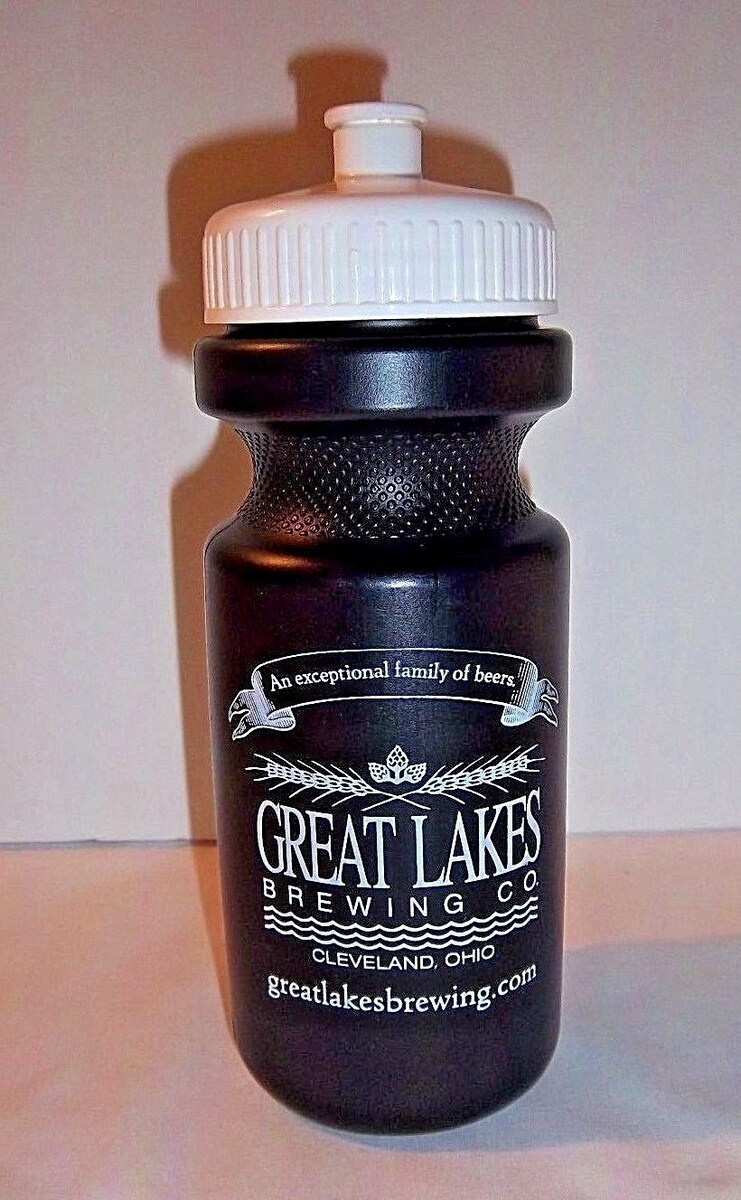 An exceptional family of beers.
GREAT LAKES
BREWING CO.
CLEVELAND, OHIO
greatlakesbrewing.com